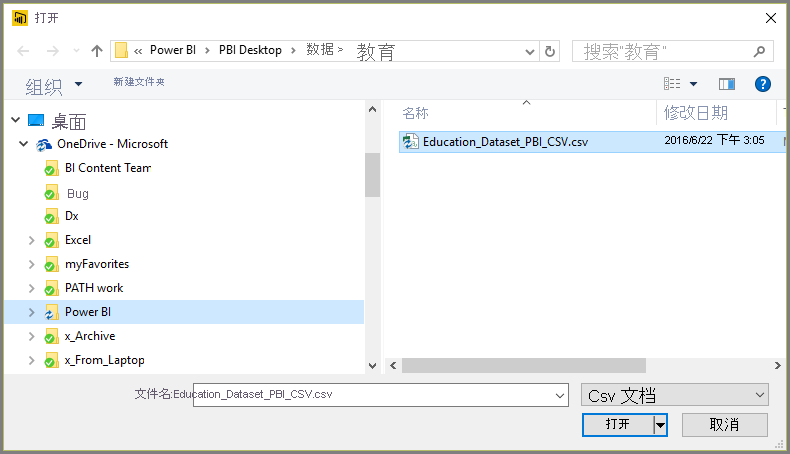 打开
« Power BI > PBI Desktop > 数据 > 教育
搜索"教育"
组织 新建文件夹
名称 修改日期
桌面
OneDrive - Microsoft
BI Content Team
Bug
Dx
Excel
myFavorites
PATH work
Power BI
x_Archive
x_From_Laptop
Education_Dataset_PBI_CSV.csv 2016/6/22 下午 3:05
文件名:Education_Dataset_PBI_CSV.csv
Csv 文档
打开 取消